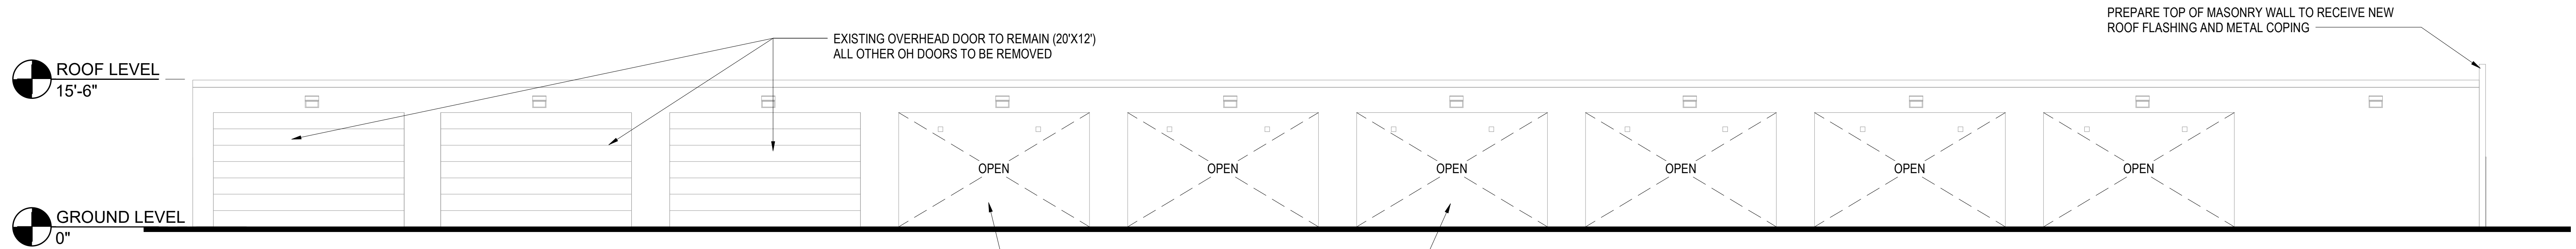 PREPARE TOP OF MASONRY WALL TO RECEIVE NEW
ROOF FLASHING AND METAL COPING
EXISTING OVERHEAD DOOR TO REMAIN (20'X12')
ALL OTHER OH DOORS TO BE REMOVED
ROOF LEVEL
15'-6"
OPEN
OPEN
OPEN
OPEN
OPEN
OPEN
GROUND LEVEL
0"